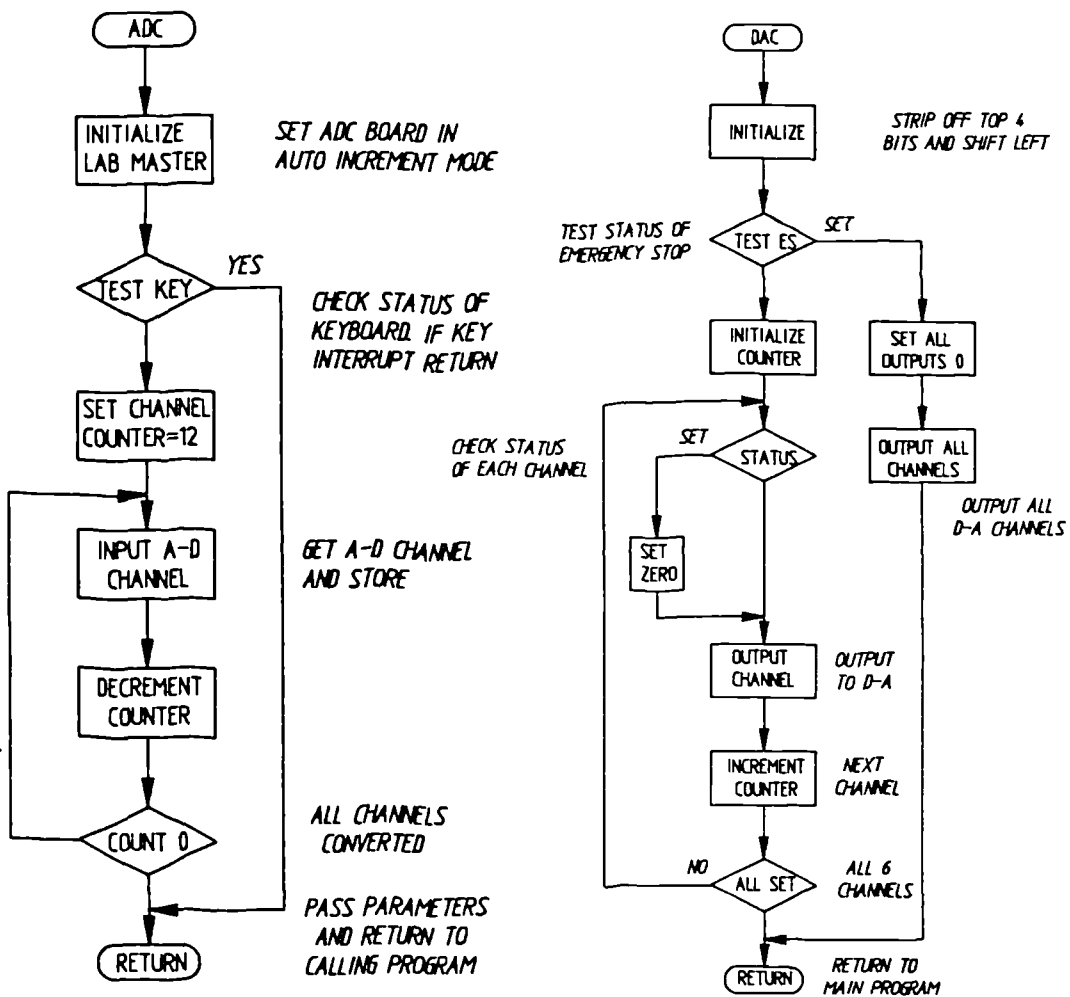 ADC
INITIALIZE
LAB MASTER
SET ADC BOARD IN
AUTO INCREMENT MODE
TEST KEY
YES
CHECK STATUS OF
KEYBOARD. IF KEY
INTERRUPT RETURN
SET CHANNEL
COUNTER=12
INPUT A-D
CHANNEL
GET A-D CHANNEL
AND STORE
DECREMENT
COUNTER
COUNT 0
ALL CHANNELS
CONVERTED
PASS PARAMETERS
AND RETURN TO
CALLING PROGRAM
RETURN
DAC
INITIALIZE
STRIP OFF TOP 4
BITS AND SHIFT LEFT
TEST STATUS OF
EMERGENCY STOP
TEST ES
SET
INITIALIZE
COUNTER
SET ALL
OUTPUTS 0
CHECK STATUS
OF EACH CHANNEL
SET
STATUS
OUTPUT ALL
CHANNELS
OUTPUT ALL
D-A CHANNELS
SET
ZERO
OUTPUT
CHANNEL
OUTPUT
TO D-A
INCREMENT
COUNTER
NEXT
CHANNEL
NO
ALL SET
ALL 6
CHANNELS
RETURN
RETURN TO
MAIN PROGRAM